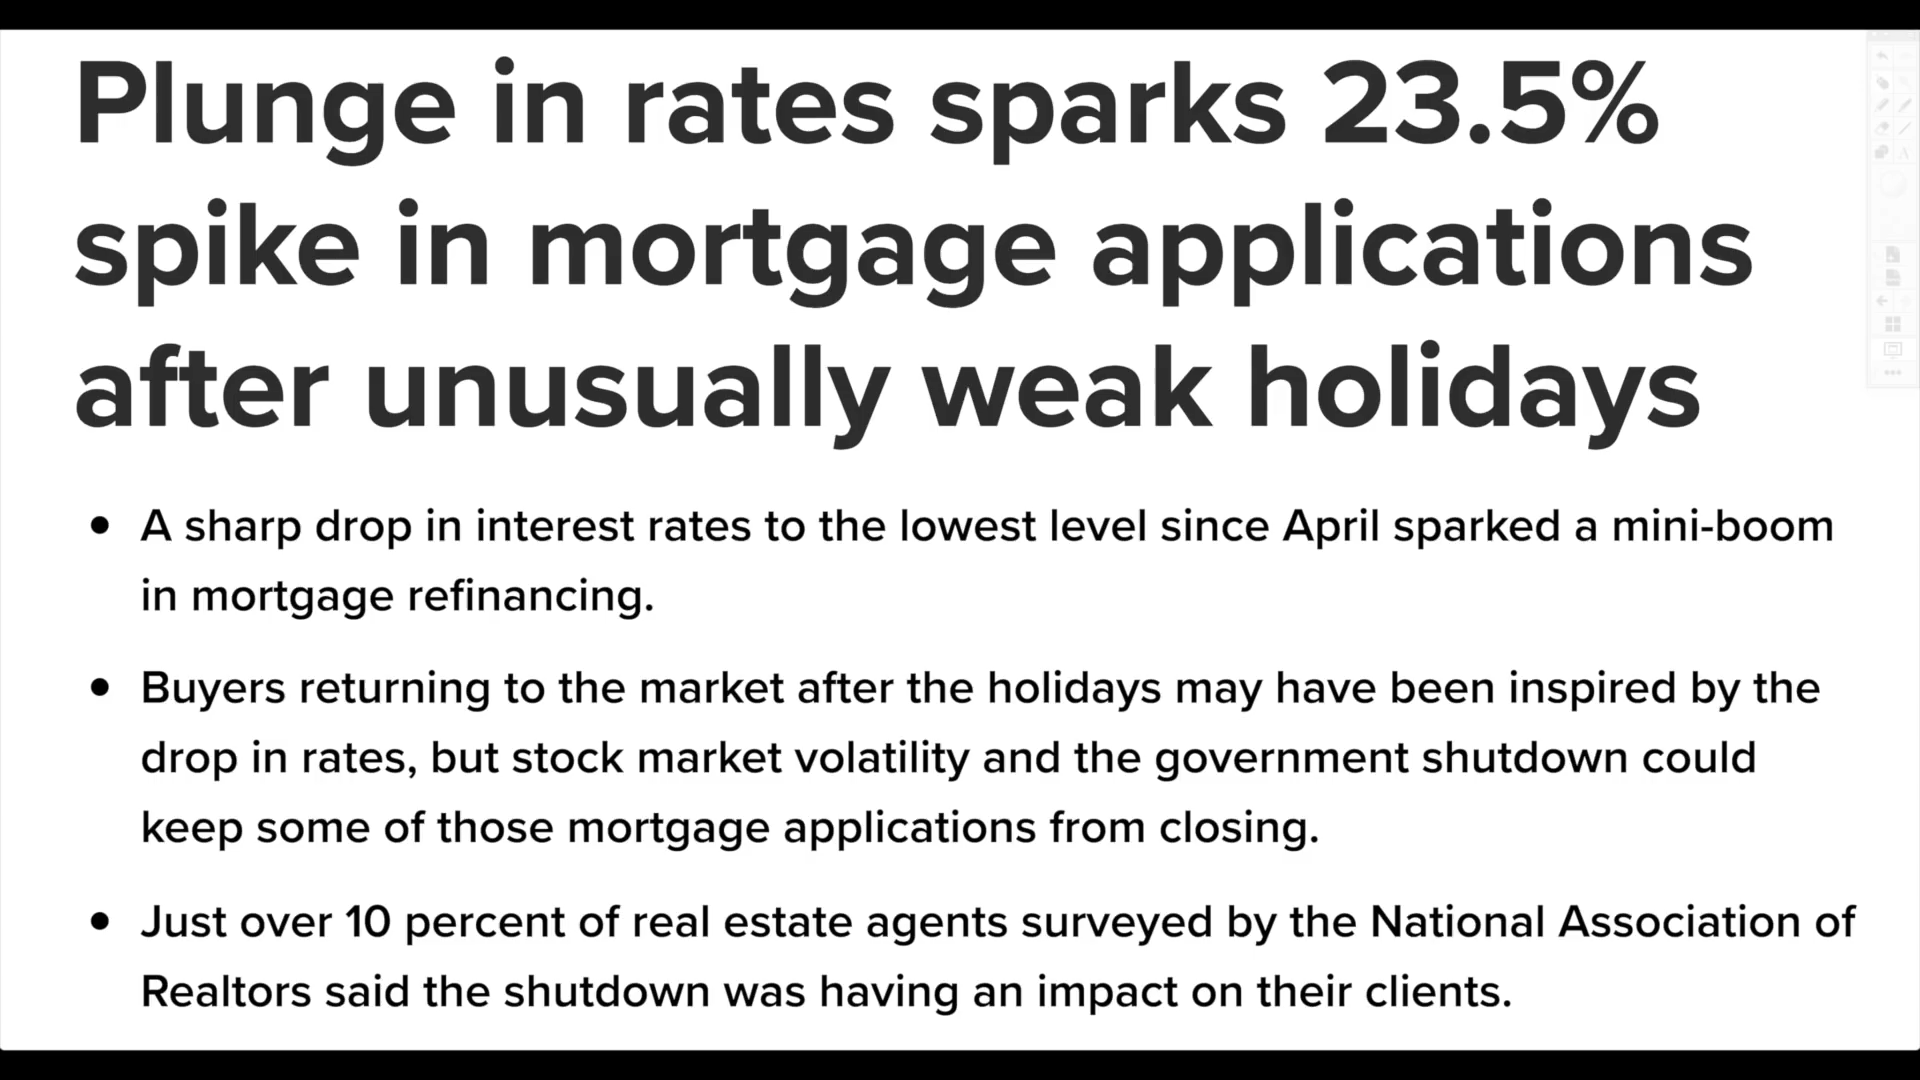 Plunge in rates sparks 23.5%
spike in mortgage applications
after unusually weak holidays
• A sharp drop in interest rates to the lowest level since April sparked a mini-boom
in mortgage refinancing.
• Buyers returning to the market after the holidays may have been inspired by the
drop in rates, but stock market volatility and the government shutdown could
keep some of those mortgage applications from closing.
• Just over 10 percent of real estate agents surveyed by the National Association of
Realtors said the shutdown was having an impact on their clients.